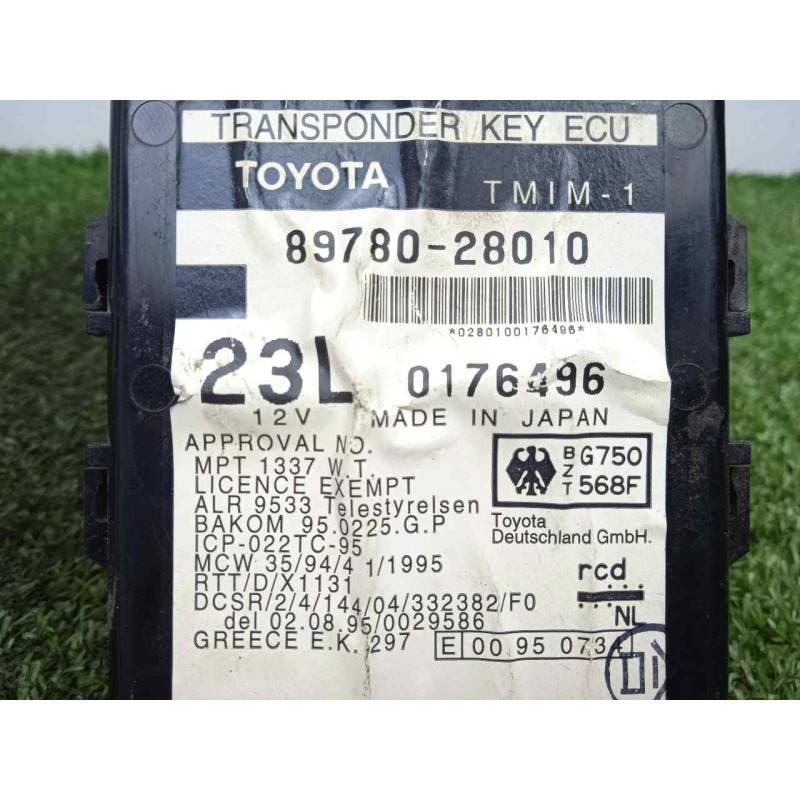 TRANSPONDER KEY ECU
TOYOTA TMIM-1
89780-28010
*0280100176496*
23L 0176496
12V MADE IN JAPAN
APPROVAL NO.
MPT 1337 W.T.
LICENCE EXEMPT
ALR 9533 Telestyrelsen
BAKOM 95.0225.G.P
ICP-022TC-95
MCW 35/94/4 1/1995
RTT/D/X1131
DCSR/2/4/144/04/332382/F0
del 02.08.95/0029586
GREECE E.K. 297
BZT G750 568F
Toyota
Deutschland GmbH.
rcd
NL
E 00 95 0734